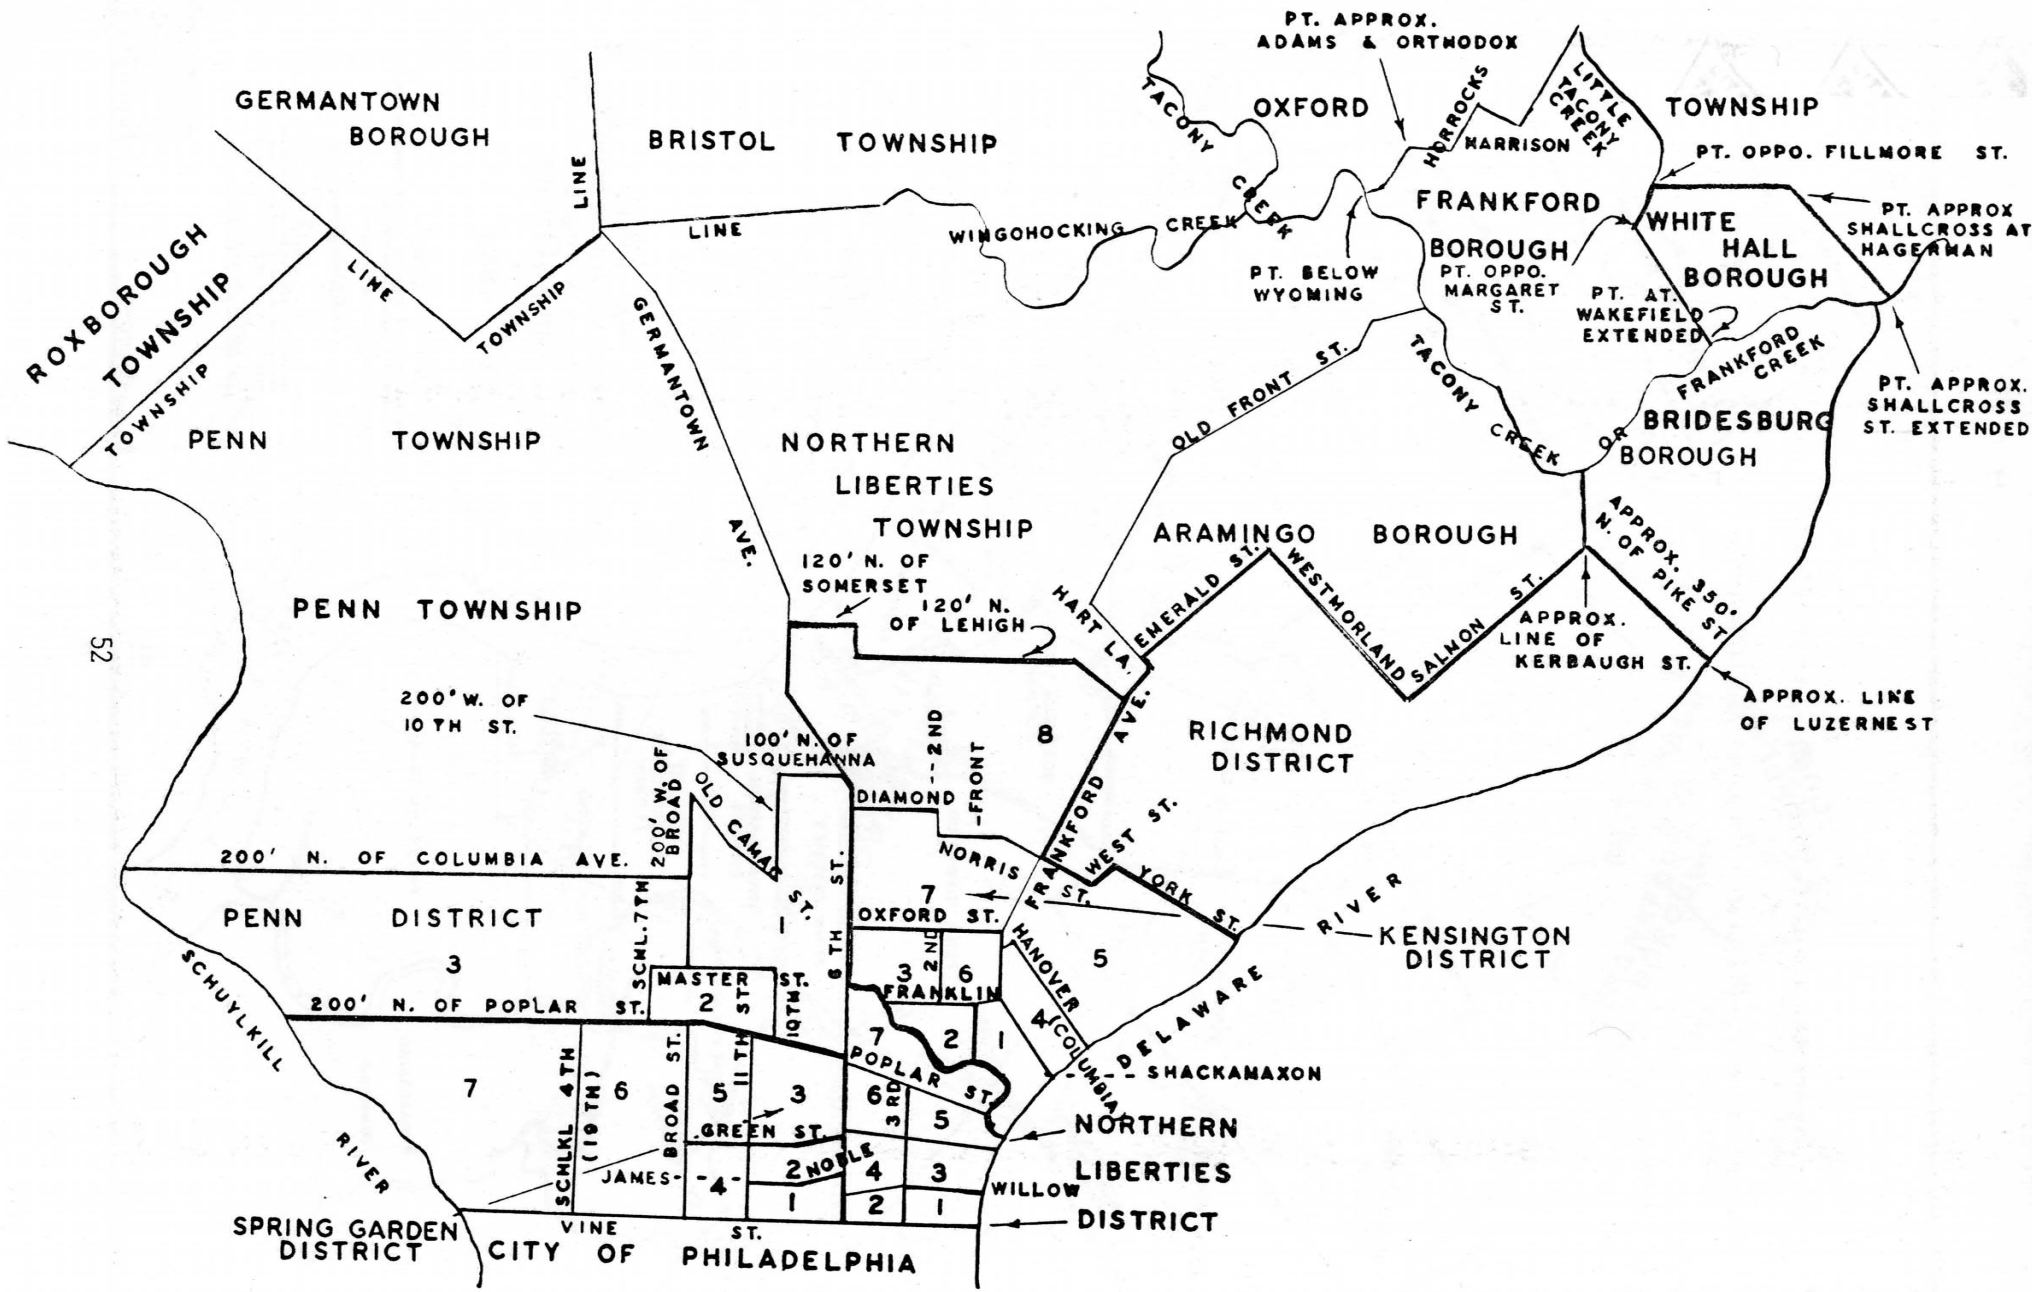 PT. APPROX.
ADAMS & ORTHODOX
GERMANTOWN
BOROUGH
LINE
BRISTOL TOWNSHIP
TACONY
CREEK
OXFORD
HORROCKS
HARRISON
LITTLE
TACONY
CREEK
TOWNSHIP
PT. OPPO. FILLMORE ST.
ROXBOROUGH
TOWNSHIP
TOWNSHIP
LINE
TOWNSHIP
LINE
WINGOHOCKING CREEK
FRANKFORD
BOROUGH
WHITE
HALL
BOROUGH
PT. APPROX
SHALLCROSS AT
HAGERMAN
PT. BELOW
WYOMING
PT. OPPO.
MARGARET
ST.
PT. AT.
WAKEFIELD
EXTENDED
GERMANTOWN
AVE.
OLD FRONT ST.
TACONY
CREEK
OR
FRANKFORD
CREEK
PT. APPROX.
SHALLCROSS
ST. EXTENDED
BRIDESBURG
BOROUGH
PENN TOWNSHIP
NORTHERN
LIBERTIES
TOWNSHIP
ARAMINGO BOROUGH
APPROX. 350'
N. OF PIKE ST
120' N. OF
SOMERSET
120' N.
OF LEHIGH
HART LA.
EMERALD ST.
WESTMORLAND
SALMON ST.
APPROX.
LINE OF
KERBAUGH ST.
APPROX. LINE
OF LUZERNEST
PENN TOWNSHIP
52
200' W. OF
10 TH ST.
100' N. OF
SUSQUEHANNA
--2ND
-FRONT
8
RICHMOND
DISTRICT
200' W. OF
BROAD
OLD CAMAC ST.
DIAMOND
FRANKFORD AVE.
WEST ST.
200' N. OF COLUMBIA AVE.
NORRIS ST.
YORK ST.
6 TH ST.
7
OXFORD ST.
PENN DISTRICT
3
SCHL. 7TH
1
HANOVER
(COLUMBIA)
5
RIVER
KENSINGTON
DISTRICT
MASTER ST.
2
11 TH ST
10TH
3
2ND
6
FRANKLIN
200' N. OF POPLAR ST.
SCHUYLKILL
RIVER
7
2
1
4
DELAWARE
POPLAR ST.
SHACKAMAXON
7
SCHLKL 4TH
(19 TH)
6
BROAD ST.
5
3
6
3RD
5
GREEN ST.
NORTHERN
LIBERTIES
DISTRICT
JAMES--4-
2
NOBLE
4
3
WILLOW
1
2
1
SPRING GARDEN
DISTRICT
VINE ST.
CITY OF PHILADELPHIA